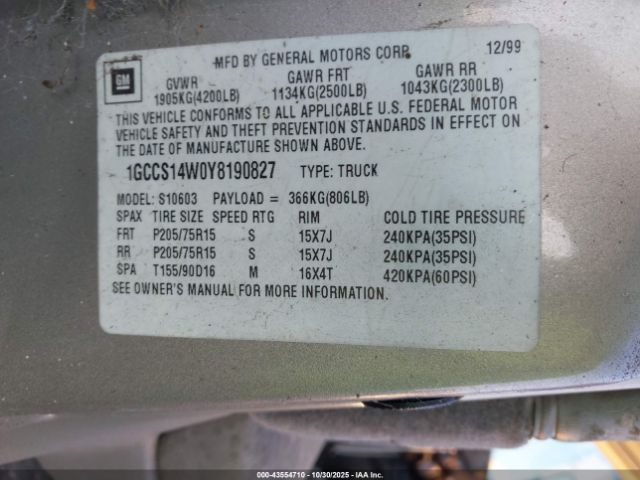 GM
MFD BY GENERAL MOTORS CORP
12/99
GVWR GAWR FRT GAWR RR
1905KG(4200LB) 1134KG(2500LB) 1043KG(2300LB)
THIS VEHICLE CONFORMS TO ALL APPLICABLE U.S. FEDERAL MOTOR
VEHICLE SAFETY AND THEFT PREVENTION STANDARDS IN EFFECT ON
THE DATE OF MANUFACTURE SHOWN ABOVE.
1GCCS14W0Y8190827 TYPE: TRUCK
MODEL: S10603 PAYLOAD = 366KG(806LB)
SPAX TIRE SIZE SPEED RTG RIM COLD TIRE PRESSURE
FRT P205/75R15 S 15X7J 240KPA(35PSI)
RR P205/75R15 S 15X7J 240KPA(35PSI)
SPA T155/90D16 M 16X4T 420KPA(60PSI)
SEE OWNER'S MANUAL FOR MORE INFORMATION.
000-43554710 - 10/30/2025 - IAA Inc.